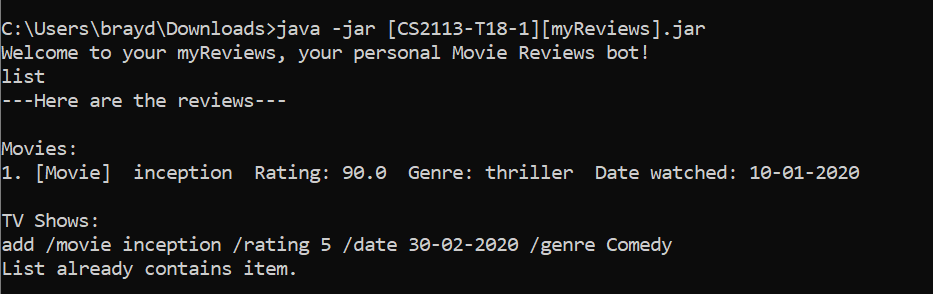 C:\Users\brayd\Downloads>java -jar [CS2113-T18-1][myReviews].jar
Welcome to your myReviews, your personal Movie Reviews bot!
list
---Here are the reviews---
Movies:
1. [Movie]  inception  Rating: 90.0  Genre: thriller  Date watched: 10-01-2020
TV Shows:
add /movie inception /rating 5 /date 30-02-2020 /genre Comedy
List already contains item.